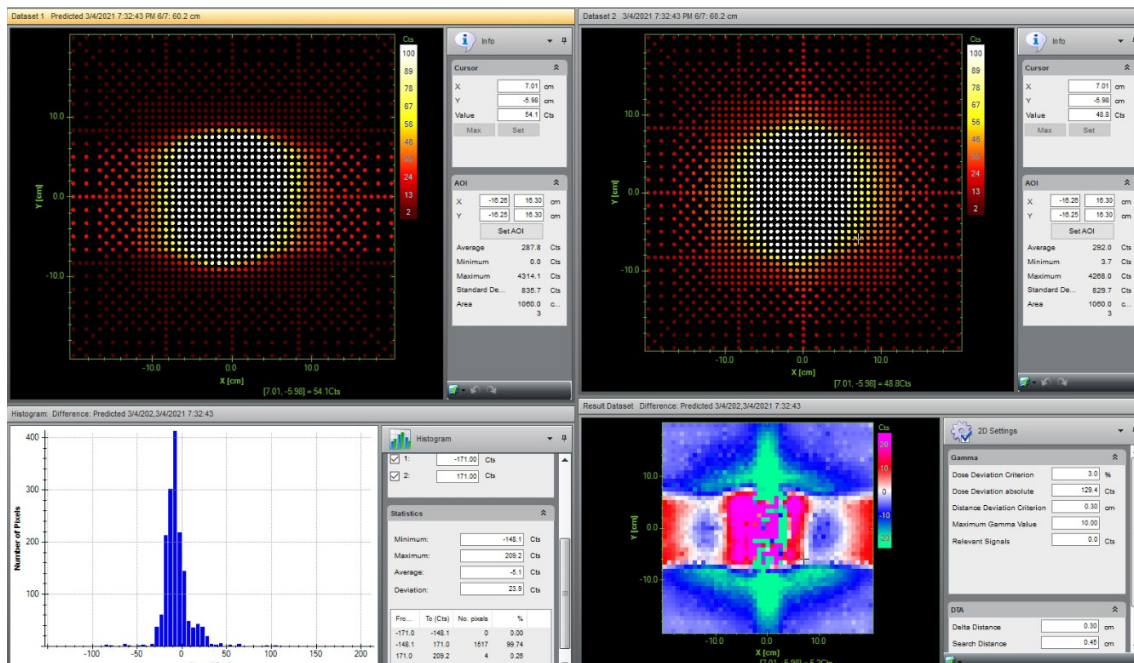 Dataset 1 Predicted 3/4/2021 7:32:43 PM 6/7: 60.2 cm
Cts
100
89
78
67
56
46
35
24
13
2
10.0
0.0
-10.0
Y [cm]
-10.0 0.0 10.0
X [cm]
[7.01, -5.98] = 54.1Cts
Info
Cursor
X 7.01 cm
Y -5.98 cm
Value 54.1 Cts
Max Set
AOI
X -16.26 16.30 cm
Y -16.25 16.30 cm
Set AOI
Average 287.8 Cts
Minimum 0.0 Cts
Maximum 4314.1 Cts
Standard De... 835.7 Cts
Area 1060.0 c...
3
Dataset 2 3/4/2021 7:32:43 PM 6/7: 60.2 cm
Cts
100
89
78
67
56
46
35
24
13
2
10.0
0.0
-10.0
Y [cm]
-10.0 0.0 10.0
X [cm]
[7.01, -5.98] = 48.8Cts
Info
Cursor
X 7.01 cm
Y -5.98 cm
Value 48.8 Cts
Max Set
AOI
X -16.26 16.30 cm
Y -16.25 16.30 cm
Set AOI
Average 292.0 Cts
Minimum 3.7 Cts
Maximum 4268.0 Cts
Standard De... 829.7 Cts
Area 1060.0 c...
3
Histogram: Difference: Predicted 3/4/202,3/4/2021 7:32:43
400
300
200
100
0
Number of Pixels
-100 -50 0 50 100
Histogram
1: -171.00 Cts
2: 171.00 Cts
Statistics
Minimum: -148.1 Cts
Maximum: 209.2 Cts
Average: -5.1 Cts
Deviation: 23.9 Cts
Fro... To (Cts) No. pixels %
-171.0 -148.1 0 0.00
-148.1 171.0 1517 99.74
171.0 209.2 4 0.26
Result Dataset Difference: Predicted 3/4/202,3/4/2021 7:32:43
Cts
20
10
0
-10
-20
10.0
0.0
-10.0
Y [cm]
-10.0 0.0 10.0
X [cm]
2D Settings
Gamma
Dose Deviation Criterion 3.0 %
Dose Deviation absolute 129.4 Cts
Distance Deviation Criterion 0.30 cm
Maximum Gamma Value 10.00
Relevant Signals 0.0 Cts
DTA
Delta Distance 0.30 cm
Search Distance 0.45 cm